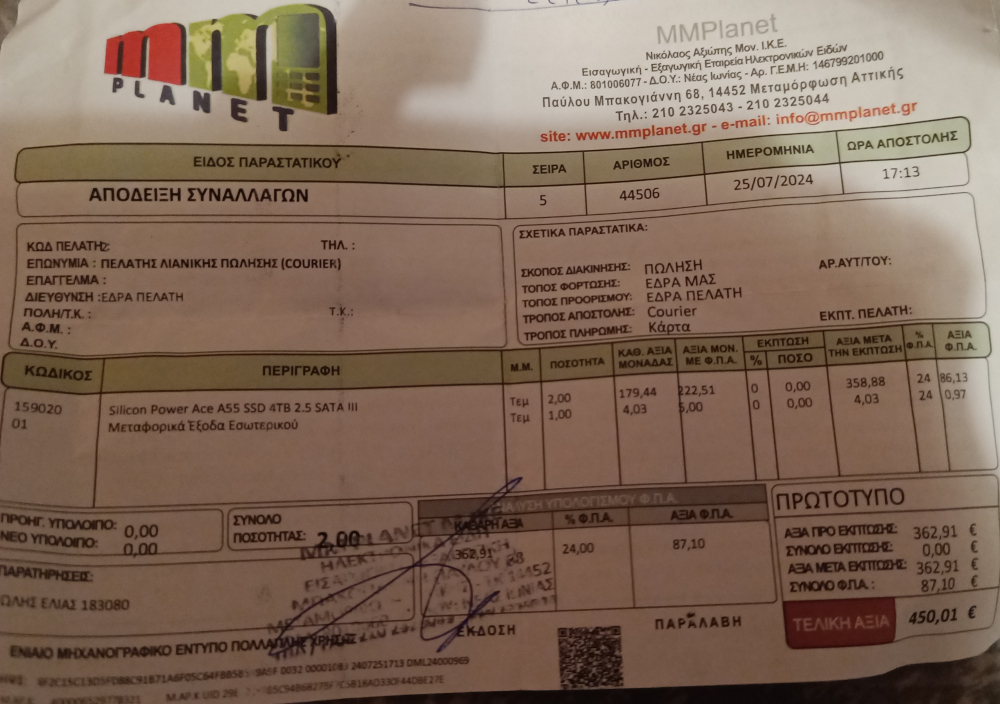 mmm
PLANET
MMPlanet
Νικόλαος Αξιώτης Μον. Ι.Κ.Ε.
Εισαγωγική - Εξαγωγική Εταιρεία Ηλεκτρονικών Ειδών
Α.Φ.Μ.: 801006077 - Δ.Ο.Υ.: Νέας Ιωνίας - Αρ. Γ.Ε.Μ.Η: 146799201000
Παύλου Μπακογιάννη 68, 14452 Μεταμόρφωση Αττικής
Τηλ.: 210 2325043 - 210 2325044
site: www.mmplanet.gr - e-mail: info@mmplanet.gr
ΕΙΔΟΣ ΠΑΡΑΣΤΑΤΙΚΟΥ ΣΕΙΡΑ ΑΡΙΘΜΟΣ ΗΜΕΡΟΜΗΝΙΑ ΩΡΑ ΑΠΟΣΤΟΛΗΣ
ΑΠΟΔΕΙΞΗ ΣΥΝΑΛΛΑΓΩΝ 5 44506 25/07/2024 17:13
ΚΩΔ ΠΕΛΑΤΗ: ΤΗΛ. :
ΕΠΩΝΥΜΙΑ : ΠΕΛΑΤΗΣ ΛΙΑΝΙΚΗΣ ΠΩΛΗΣΗΣ (COURIER)
ΕΠΑΓΓΕΛΜΑ :
ΔΙΕΥΘΥΝΣΗ :ΕΔΡΑ ΠΕΛΑΤΗ
ΠΟΛΗ/Τ.Κ. : Τ.Κ.:
Α.Φ.Μ. :
Δ.Ο.Υ.
ΣΧΕΤΙΚΑ ΠΑΡΑΣΤΑΤΙΚΑ:
ΣΚΟΠΟΣ ΔΙΑΚΙΝΗΣΗΣ: ΠΩΛΗΣΗ ΑΡ.ΑΥΤ/ΤΟΥ:
ΤΟΠΟΣ ΦΟΡΤΩΣΗΣ: ΕΔΡΑ ΜΑΣ
ΤΟΠΟΣ ΠΡΟΟΡΙΣΜΟΥ: ΕΔΡΑ ΠΕΛΑΤΗ
ΤΡΟΠΟΣ ΑΠΟΣΤΟΛΗΣ: Courier
ΤΡΟΠΟΣ ΠΛΗΡΩΜΗΣ: Κάρτα ΕΚΠΤ. ΠΕΛΑΤΗ:
ΚΩΔΙΚΟΣ ΠΕΡΙΓΡΑΦΗ Μ.Μ. ΠΟΣΟΤΗΤΑ ΚΑΘ. ΑΞΙΑ ΜΟΝΑΔΑΣ ΑΞΙΑ ΜΟΝ. ΜΕ Φ.Π.Α. ΕΚΠΤΩΣΗ % ΠΟΣΟ ΑΞΙΑ ΜΕΤΑ ΤΗΝ ΕΚΠΤΩΣΗ % Φ.Π.Α. ΑΞΙΑ Φ.Π.Α.
159020 Silicon Power Ace A55 SSD 4TB 2.5 SATA III Τεμ 2,00 179,44 222,51 0 0,00 358,88 24 86,13
01 Μεταφορικά Έξοδα Εσωτερικού Τεμ 1,00 4,03 5,00 0 0,00 4,03 24 0,97
ΠΡΟΗΓ. ΥΠΟΛΟΙΠΟ: 0,00
ΝΕΟ ΥΠΟΛΟΙΠΟ: 0,00
ΣΥΝΟΛΟ
ΠΟΣΟΤΗΤΑΣ: 2,00
ΥΠΟΛΟΓΙΣΜΟΥ Φ.Π.Α.
ΚΑΘΑΡΗ ΑΞΙΑ % Φ.Π.Α. ΑΞΙΑ Φ.Π.Α.
362,91 24,00 87,10
ΠΡΩΤΟΤΥΠΟ
ΑΞΙΑ ΠΡΟ ΕΚΠΤΩΣΗΣ: 362,91 €
ΣΥΝΟΛΟ ΕΚΠΤΩΣΗΣ: 0,00 €
ΑΞΙΑ ΜΕΤΑ ΕΚΠΤΩΣΗΣ: 362,91 €
ΣΥΝΟΛΟ Φ.Π.Α. : 87,10 €
ΤΕΛΙΚΗ ΑΞΙΑ 450,01 €
ΠΑΡΑΤΗΡΗΣΕΙΣ:
ΩΛΗΣ ΕΛΙΑΣ 183080
ΕΚΔΟΣΗ ΠΑΡΑΛΑΒΗ
ΕΝΙΑΙΟ ΜΗΧΑΝΟΓΡΑΦΙΚΟ ΕΝΤΥΠΟ ΠΟΛΛΑΠΛΗΣ ΧΡΗΣΗΣ
2407251713 DML24000969